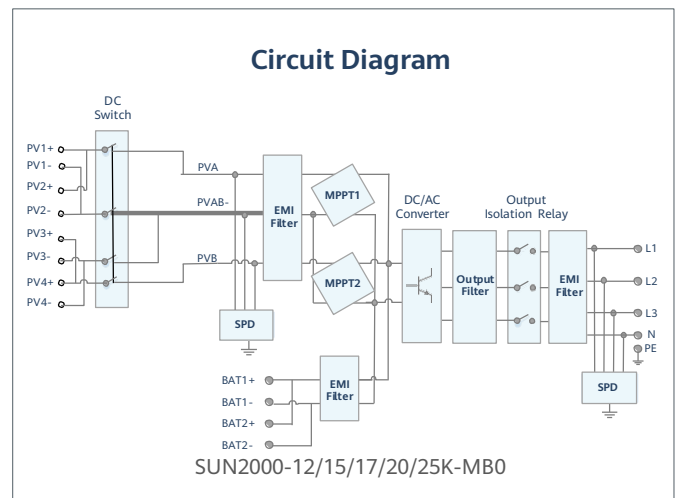 Circuit Diagram
DC
Switch
PV1+
PV1-
PV2+
PV2-
PV3+
PV3-
PV4+
PV4-
PVA
PVAB-
PVB
EMI
Filter
MPPT1
MPPT2
SPD
DC/AC
Converter
Output
Filter
Output
Isolation Relay
EMI
Filter
L1
L2
L3
N
PE
SPD
BAT1+
BAT1-
BAT2+
BAT2-
EMI
Filter
SUN2000-12/15/17/20/25K-MB0